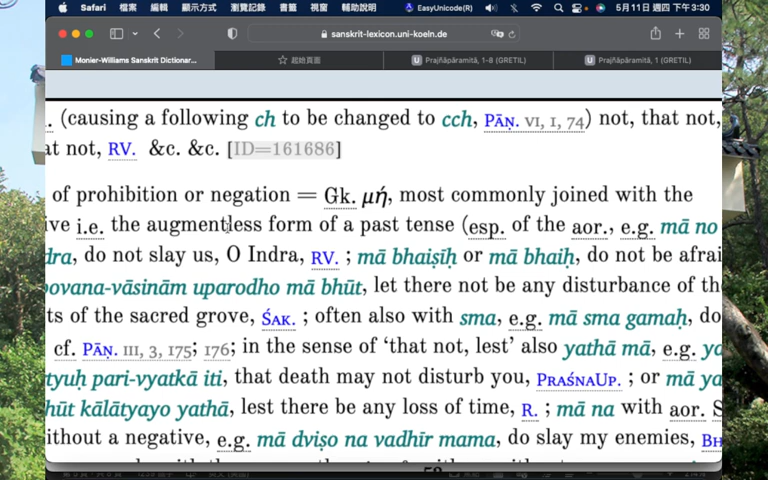 Safari 檔案 編輯 顯示方式 瀏覽記錄 書籤 視窗 輔助說明 EasyUnicode(R) 5月11日 週四 下午3:30
sanskrit-lexicon.uni-koeln.de
Monier-Williams Sanskrit Dictionar... 起始頁面 Prajñāpāramitā, 1-8 (GRETIL) Prajñāpāramitā, 1 (GRETIL)
. (causing a following ch to be changed to cch, PĀṆ. VI, 1, 74) not, that not,
at not, RV. &c. &c. [ID=161686]
of prohibition or negation = Gk. μή, most commonly joined with the
ive i.e. the augmentless form of a past tense (esp. of the aor., e.g. mā no
dra, do not slay us, O Indra, RV. ; mā bhaiṣīḥ or mā bhaiḥ, do not be afrai
ovana-vāsinām uparodho mā bhūt, let there not be any disturbance of th
ts of the sacred grove, ŚAK. ; often also with sma, e.g. mā sma gamaḥ, do
cf. PĀṆ. III, 3, 175; 176; in the sense of ‘that not, lest’ also yathā mā, e.g. ya
tyuḥ pari-vyatkā iti, that death may not disturb you, PRAŚNAUP. ; or mā ya
hūt kālātyayo yathā, lest there be any loss of time, R. ; mā na with aor. S
ithout a negative, e.g. mā dviṣo na vadhīr mama, do slay my enemies, BH